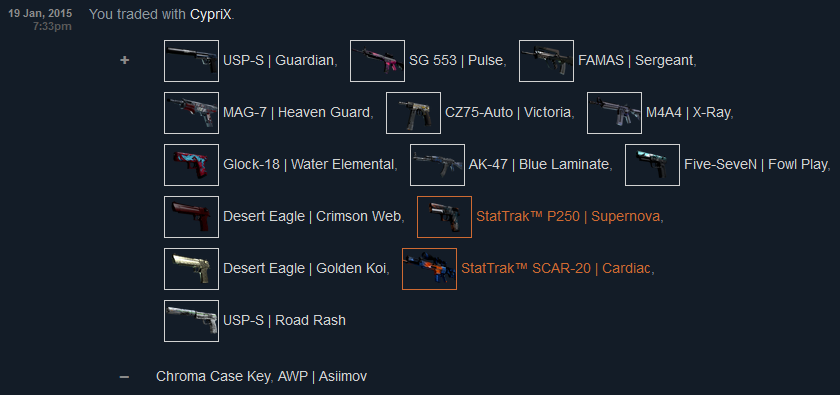 19 Jan, 2015 You traded with CypriX.
7:33pm
+ USP-S | Guardian, SG 553 | Pulse, FAMAS | Sergeant,
MAG-7 | Heaven Guard, CZ75-Auto | Victoria, M4A4 | X-Ray,
Glock-18 | Water Elemental, AK-47 | Blue Laminate, Five-SeveN | Fowl Play,
Desert Eagle | Crimson Web, StatTrak™ P250 | Supernova,
Desert Eagle | Golden Koi, StatTrak™ SCAR-20 | Cardiac,
USP-S | Road Rash
– Chroma Case Key, AWP | Asiimov